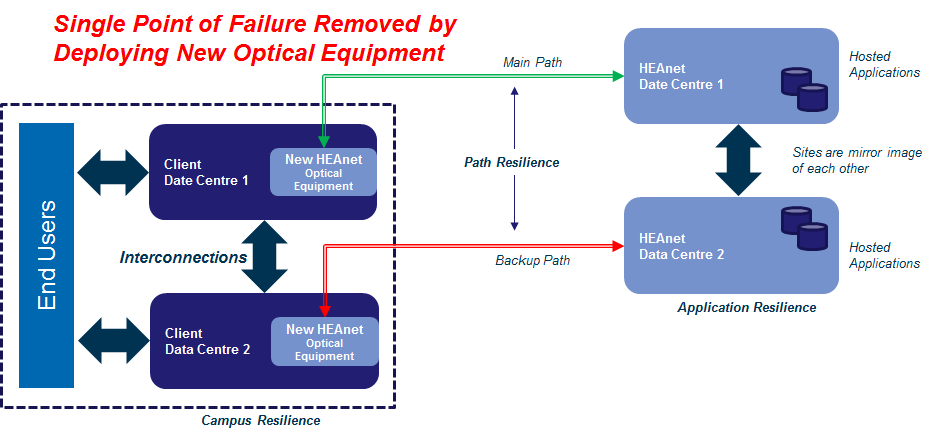 Single Point of Failure Removed by
Deploying New Optical Equipment
Main Path
HEAnet
Date Centre 1
Hosted
Applications
End Users
Client
Date Centre 1
New HEAnet
Optical
Equipment
Path Resilience
Sites are mirror image
of each other
Interconnections
Backup Path
HEAnet
Data Centre 2
Hosted
Applications
Client
Data Centre 2
New HEAnet
Optical
Equipment
Application Resilience
Campus Resilience